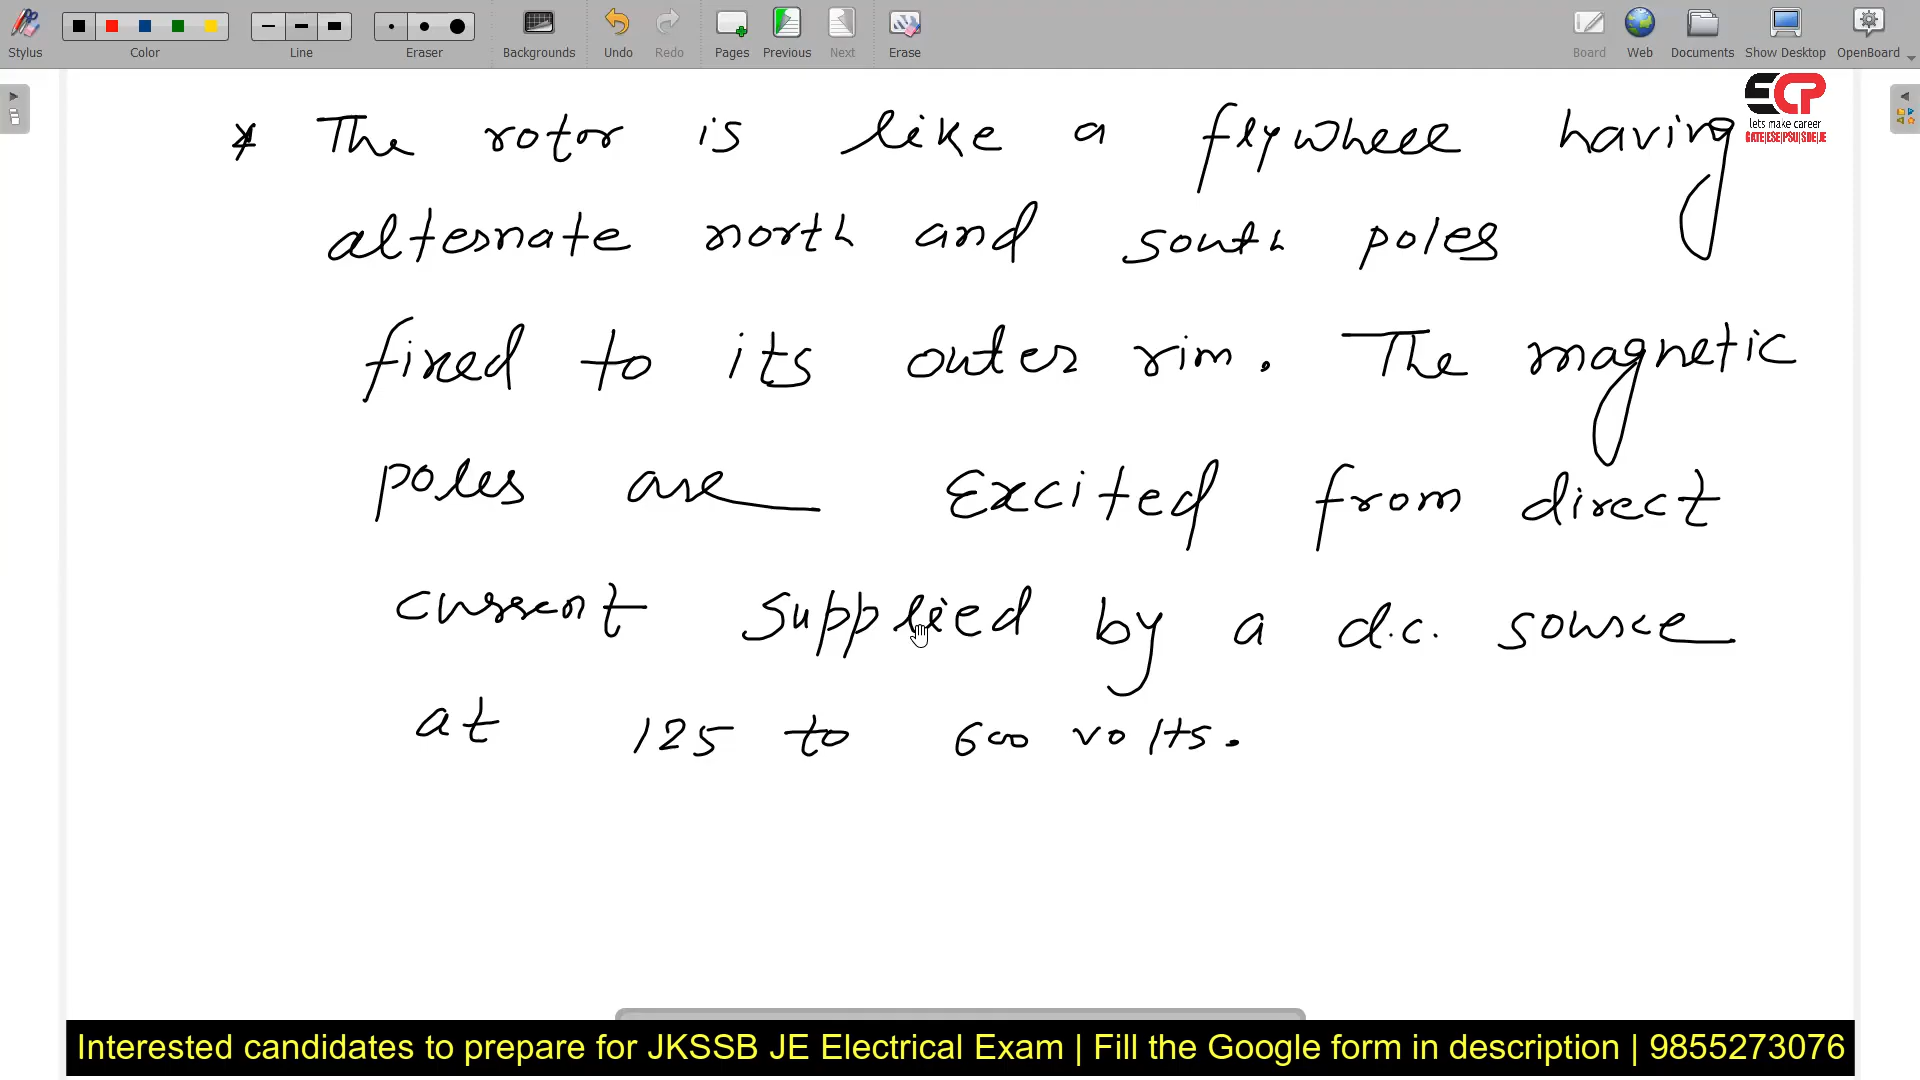 Stylus
Color
Line
Eraser
Backgrounds
Undo
Redo
Pages
Previous
Next
Erase
Board
Web
Documents
Show Desktop
OpenBoard
ECP
lets make career
GATE|ESE|PSU|SDE|JE
* The rotor is like a flywheel having
alternate north and south poles
fixed to its outer rim. The magnetic
poles are Excited from direct
current supplied by a d.c. source
at 125 to 600 volts.
Interested candidates to prepare for JKSSB JE Electrical Exam | Fill the Google form in description | 9855273076